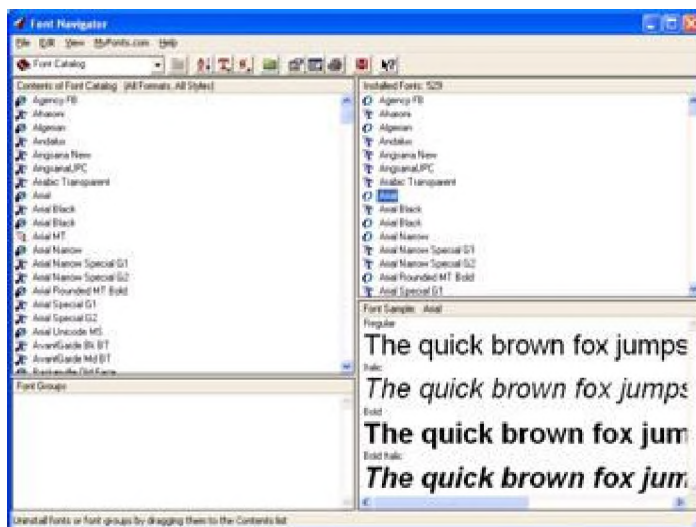 Font Navigator
File Edit View MyFonts.com Help
Font Catalog
Contents of Font Catalog (All Formats, All Styles)
Agency FB
Aharoni
Algerian
Andalus
Angsana New
AngsanaUPC
Arabic Transparent
Arial
Arial Black
Arial Black
Arial MT
Arial Narrow
Arial Narrow Special G1
Arial Narrow Special G2
Arial Rounded MT Bold
Arial Special G1
Arial Special G2
Arial Unicode MS
AvantGarde Bk BT
AvantGarde Md BT
Baskerville Old Face
Font Groups
Installed Fonts: 529
Agency FB
Aharoni
Algerian
Andalus
Angsana New
AngsanaUPC
Arabic Transparent
Arial
Arial Black
Arial Black
Arial Narrow
Arial Narrow Special G1
Arial Narrow Special G2
Arial Rounded MT Bold
Arial Special G1
Font Sample: Arial
Regular
The quick brown fox jumps
Italic
The quick brown fox jumps
Bold
The quick brown fox jum
Bold Italic
The quick brown fox jum
Uninstall fonts or font groups by dragging them to the Contents list